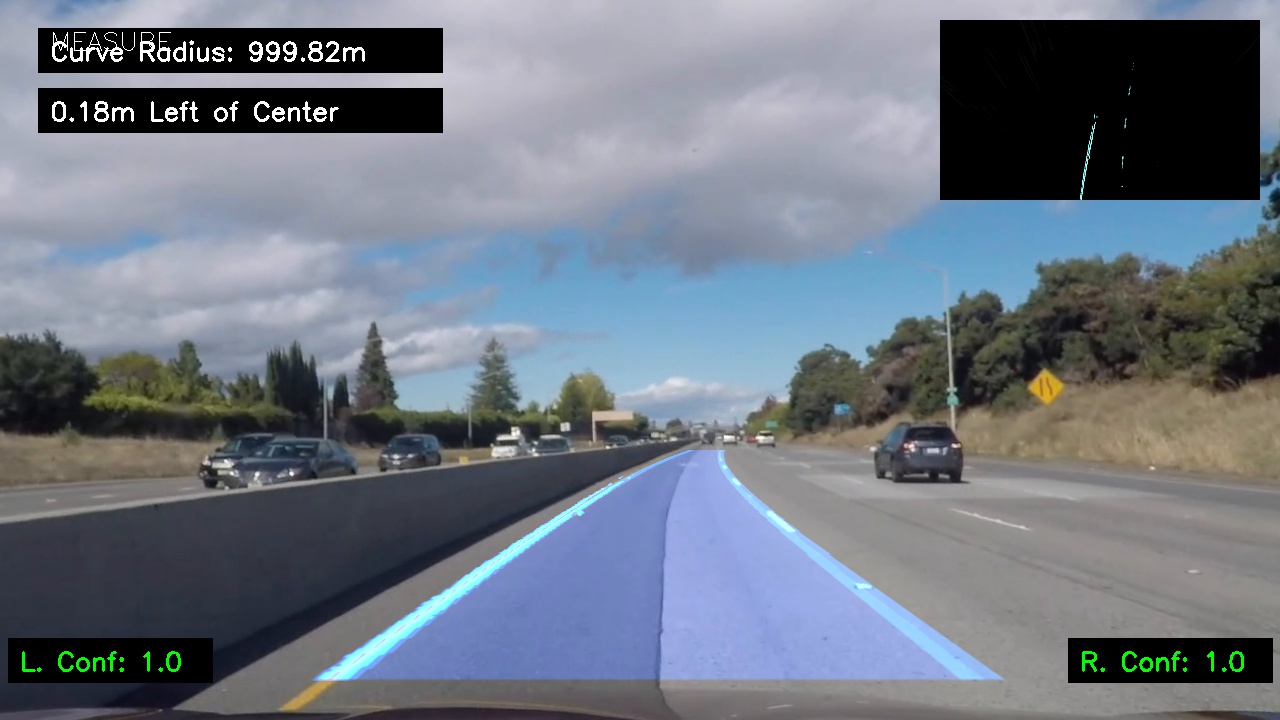 MEASURE
Curve Radius: 999.82m
0.18m Left of Center
L. Conf: 1.0
R. Conf: 1.0